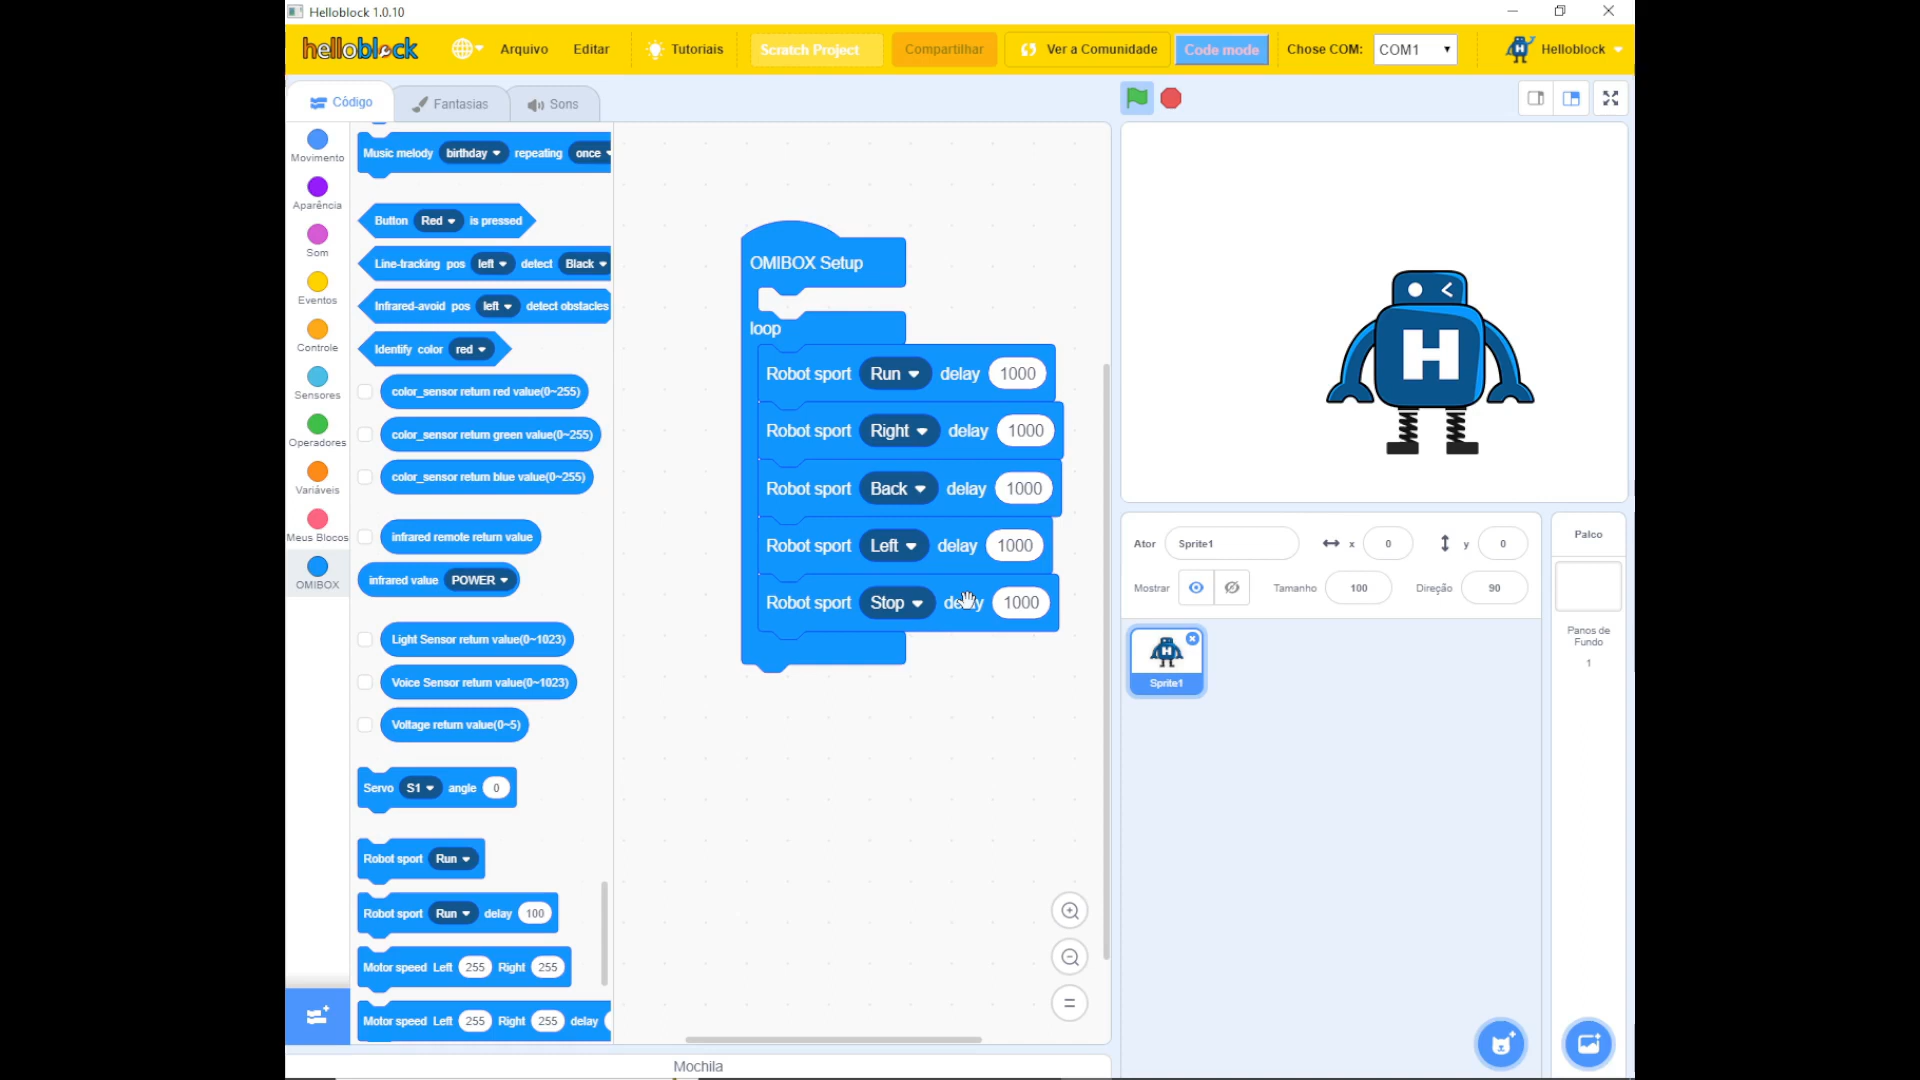 Helloblock 1.0.10
helloblock
Arquivo
Editar
Tutoriais
Scratch Project
Compartilhar
Ver a Comunidade
Code mode
Chose COM:
COM1
Helloblock
Código
Fantasias
Sons
Movimento
Aparência
Som
Eventos
Controle
Sensores
Operadores
Variáveis
Meus Blocos
OMIBOX
Music melody birthday repeating once
Button Red is pressed
Line-tracking pos left detect Black
Infrared-avoid pos left detect obstacles
Identify color red
color_sensor return red value(0~255)
color_sensor return green value(0~255)
color_sensor return blue value(0~255)
infrared remote return value
infrared value POWER
Light Sensor return value(0~1023)
Voice Sensor return value(0~1023)
Voltage return value(0~5)
Servo S1 angle 0
Robot sport Run
Robot sport Run delay 100
Motor speed Left 255 Right 255
Motor speed Left 255 Right 255 delay
OMIBOX Setup
loop
Robot sport Run delay 1000
Robot sport Right delay 1000
Robot sport Back delay 1000
Robot sport Left delay 1000
Robot sport Stop delay 1000
Mochila
H
Ator Sprite1 x 0 y 0
Mostrar Tamanho 100 Direção 90
Sprite1
Palco
Panos de
Fundo
1